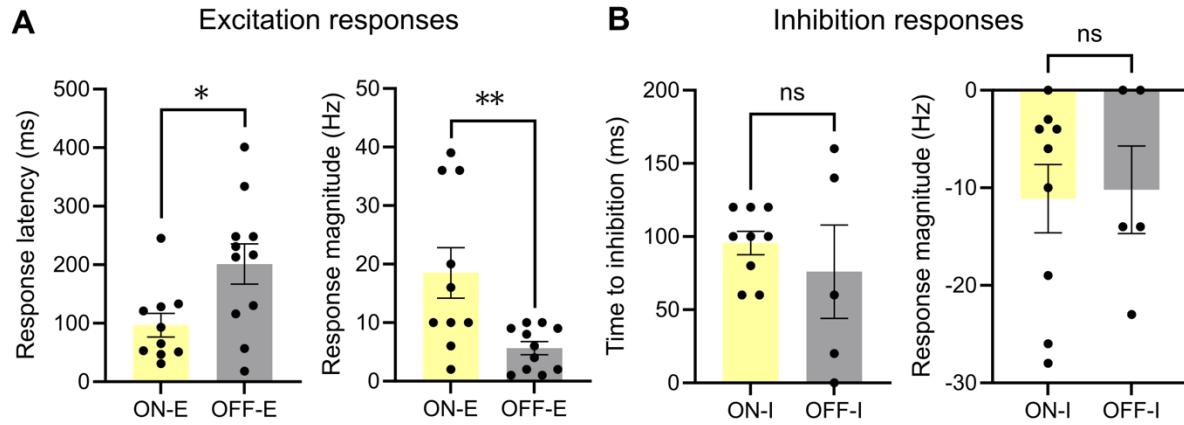 A Excitation responses
Response latency (ms)
500
400
300
200
100
0
*
ON-E OFF-E
Response magnitude (Hz)
50
40
30
20
10
0
**
ON-E OFF-E
B Inhibition responses
Time to inhibition (ms)
200
150
100
50
0
ns
ON-I OFF-I
Response magnitude (Hz)
0
-10
-20
-30
ns
ON-I OFF-I